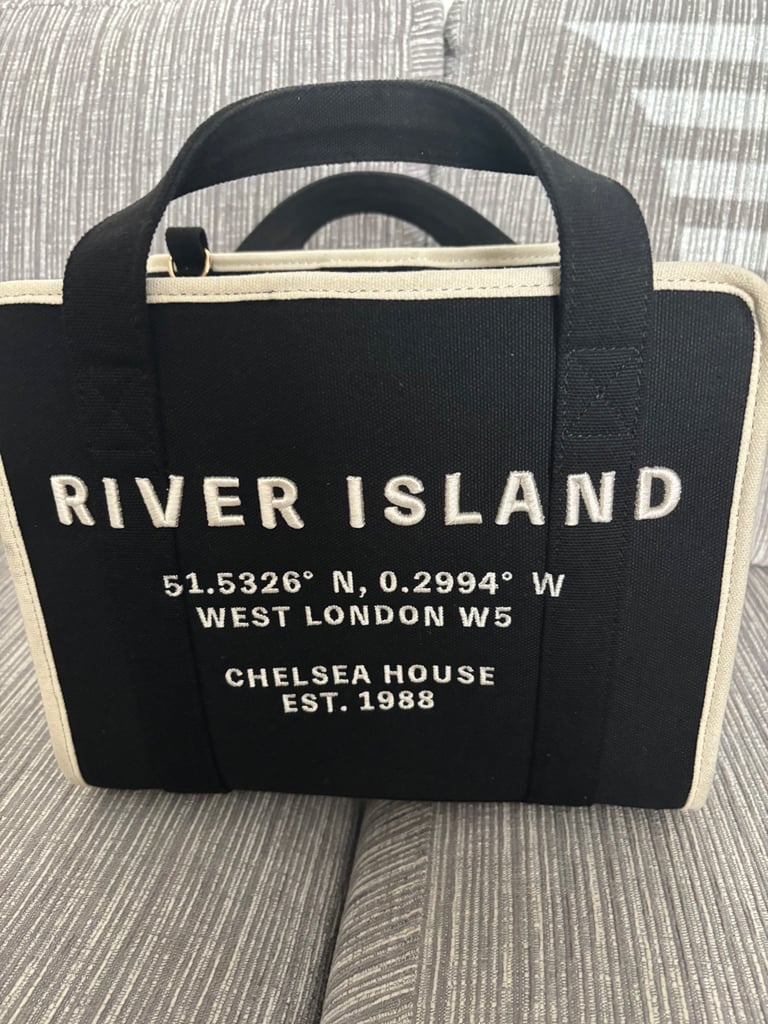 RIVER ISLAND
51.5326° N, 0.2994° W
WEST LONDON W5
CHELSEA HOUSE
EST. 1988